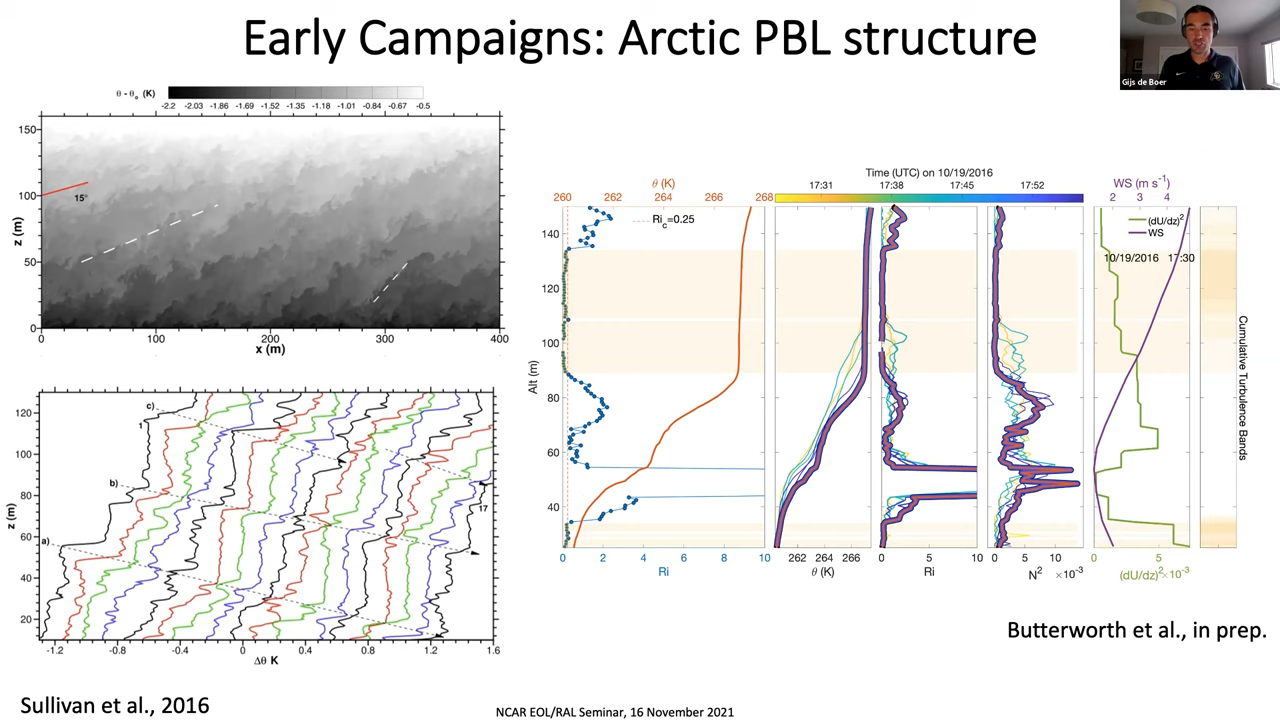 Early Campaigns: Arctic PBL structure
Gijs de Boer
θ - θₒ (K)
-2.2 -2.03 -1.86 -1.69 -1.52 -1.35 -1.18 -1.01 -0.84 -0.67 -0.5
150
100
50
0
z (m)
15°
0 100 200 300 400
x (m)
120
100
80
60
40
20
z (m)
c)
1
b)
a)
17
-1.2 -0.8 -0.4 0 0.4 0.8 1.2 1.6
Δθ K
Sullivan et al., 2016
θ (K)
260 262 264 266 268
Ri_c=0.25
Alt (m)
140
120
100
80
60
40
0 2 4 6 8 10
Ri
Time (UTC) on 10/19/2016
17:31 17:38 17:45 17:52
262 264 266
θ (K)
0 5 10
Ri
0 5 10
N² ×10⁻³
WS (m s⁻¹)
2 3 4
(dU/dz)²
WS
10/19/2016 17:30
0 5
(dU/dz)²×10⁻³
Cumulative Turbulence Bands
Butterworth et al., in prep.
NCAR EOL/RAL Seminar, 16 November 2021